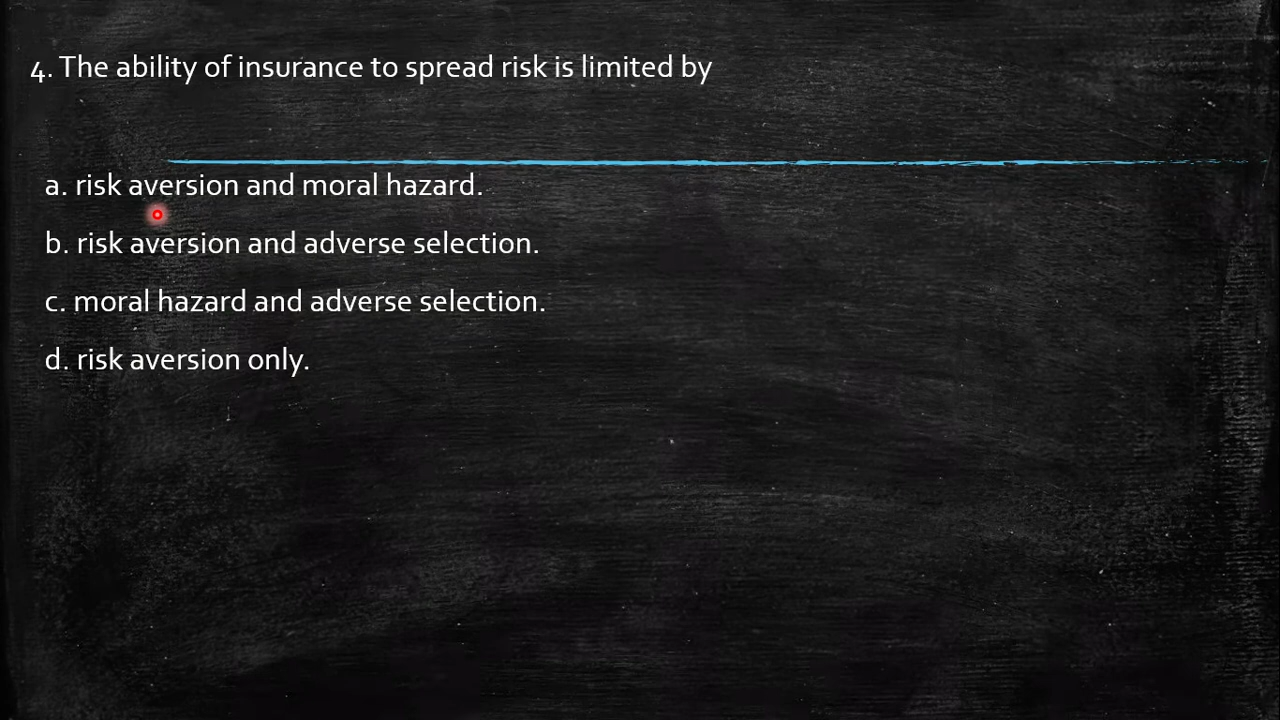 4. The ability of insurance to spread risk is limited by
a. risk aversion and moral hazard.
b. risk aversion and adverse selection.
c. moral hazard and adverse selection.
d. risk aversion only.